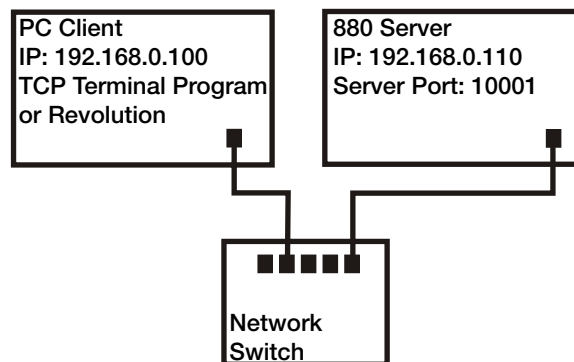 PC Client
IP: 192.168.0.100
TCP Terminal Program
or Revolution
880 Server
IP: 192.168.0.110
Server Port: 10001
Network
Switch